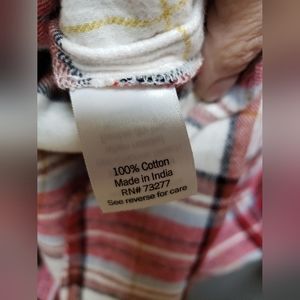 100% Cotton
Made in India
RN# 73277
See reverse for care